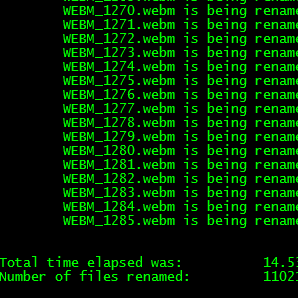 WEBM_1270.webm is being rename
WEBM_1271.webm is being rename
WEBM_1272.webm is being rename
WEBM_1273.webm is being rename
WEBM_1274.webm is being rename
WEBM_1275.webm is being rename
WEBM_1276.webm is being rename
WEBM_1277.webm is being rename
WEBM_1278.webm is being rename
WEBM_1279.webm is being rename
WEBM_1280.webm is being rename
WEBM_1281.webm is being rename
WEBM_1282.webm is being rename
WEBM_1283.webm is being rename
WEBM_1284.webm is being rename
WEBM_1285.webm is being rename
Total time elapsed was: 14.5
Number of files renamed: 1102